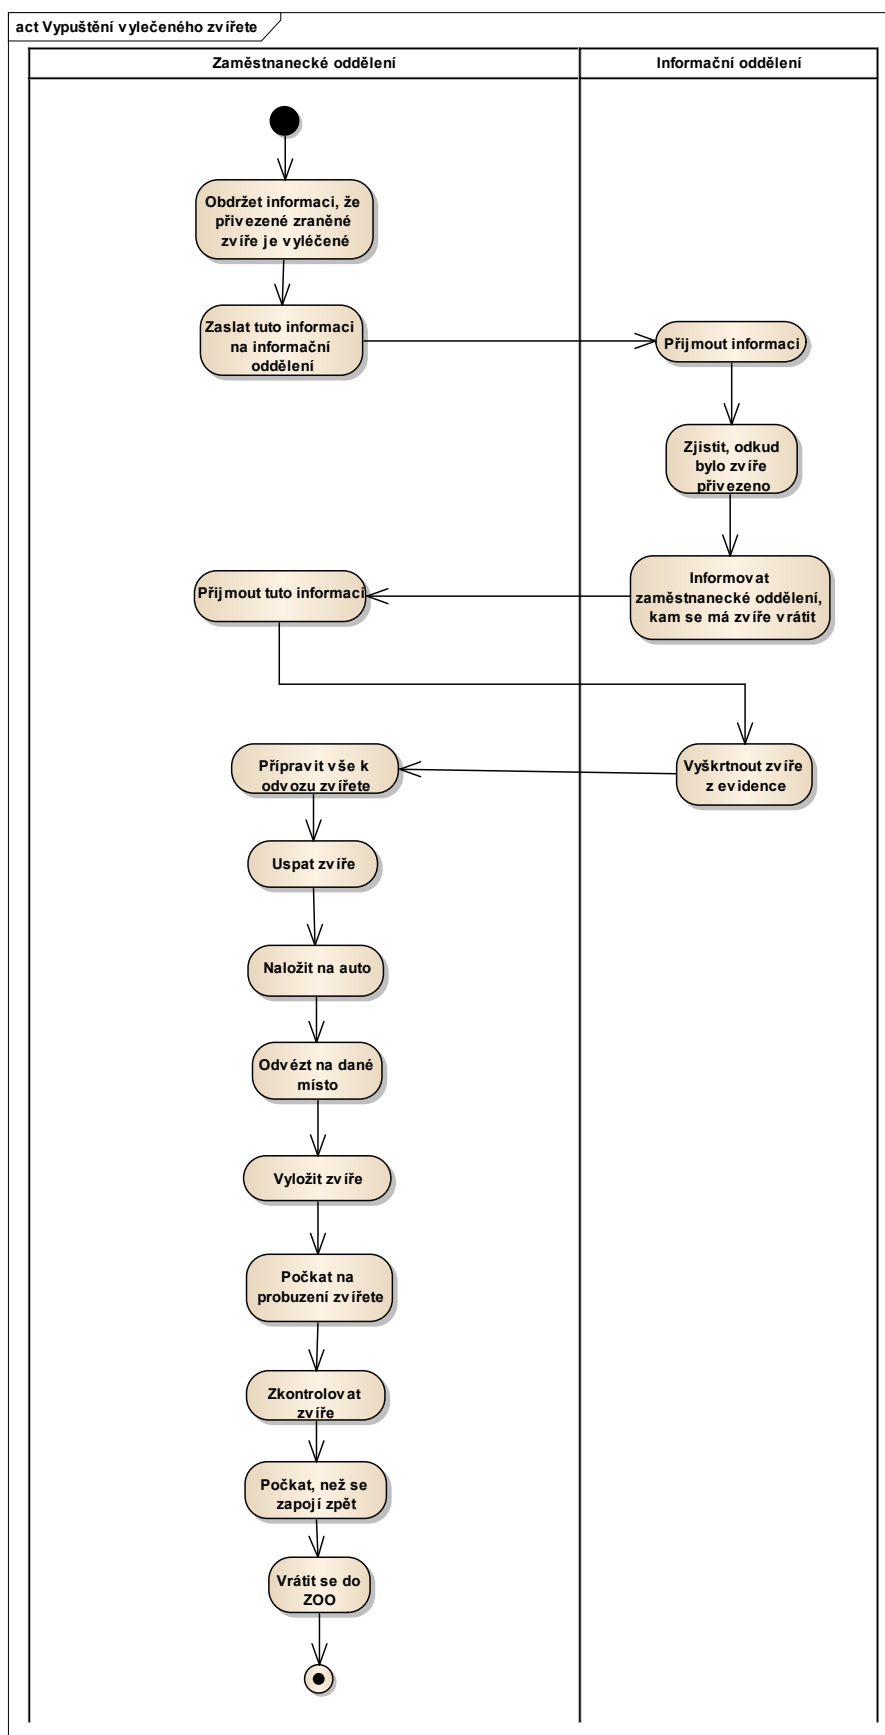 act Vypuštění vylečeného zvířete
Zaměstnanecké oddělení
Informační oddělení
Obdržet informaci, že
přivezené zraněné
zvíře je vyléčené
Zaslat tuto informaci
na informační
oddělení
Přijmout informaci
Zjistit, odkud
bylo zvíře
přivezeno
Informovat
zaměstnanecké oddělení,
kam se má zvíře vrátit
Přijmout tuto informaci
Vyškrtnout zvíře
z evidence
Přípravit vše k
odvozu zvířete
Uspat zvíře
Naložit na auto
Odvézt na dané
místo
Vyložit zvíře
Počkat na
probuzení zvířete
Zkontrolovat
zvíře
Počkat, než se
zapojí zpět
Vrátit se do
ZOO